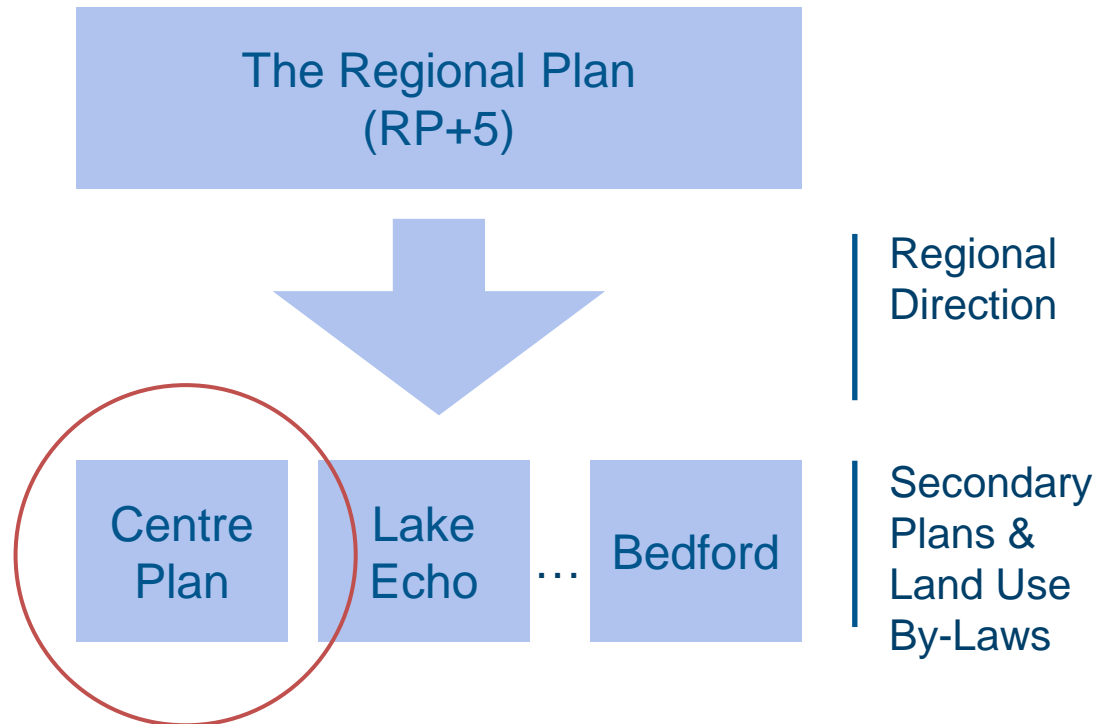 The Regional Plan
(RP+5)
Regional
Direction
Centre
Plan
Lake
Echo
...
Bedford
Secondary
Plans &
Land Use
By-Laws